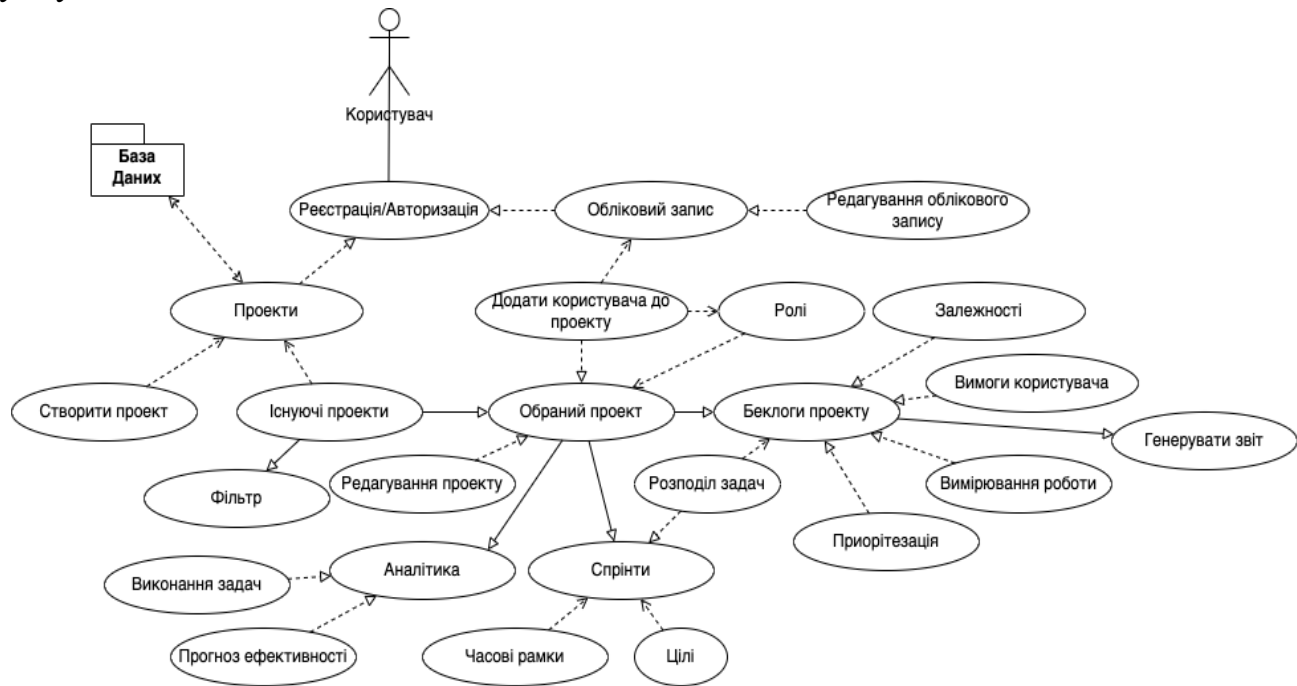 Користувач
База
Даних
Реєстрація/Авторизація
Обліковий запис
Редагування облікового
запису
Проекти
Додати користувача до
проекту
Ролі
Залежності
Створити проект
Існуючі проекти
Обраний проект
Беклоги проекту
Вимоги користувача
Генерувати звіт
Фільтр
Редагування проекту
Розподіл задач
Вимірювання роботи
Приорітезація
Виконання задач
Аналітика
Спрінти
Прогноз ефективності
Часові рамки
Цілі